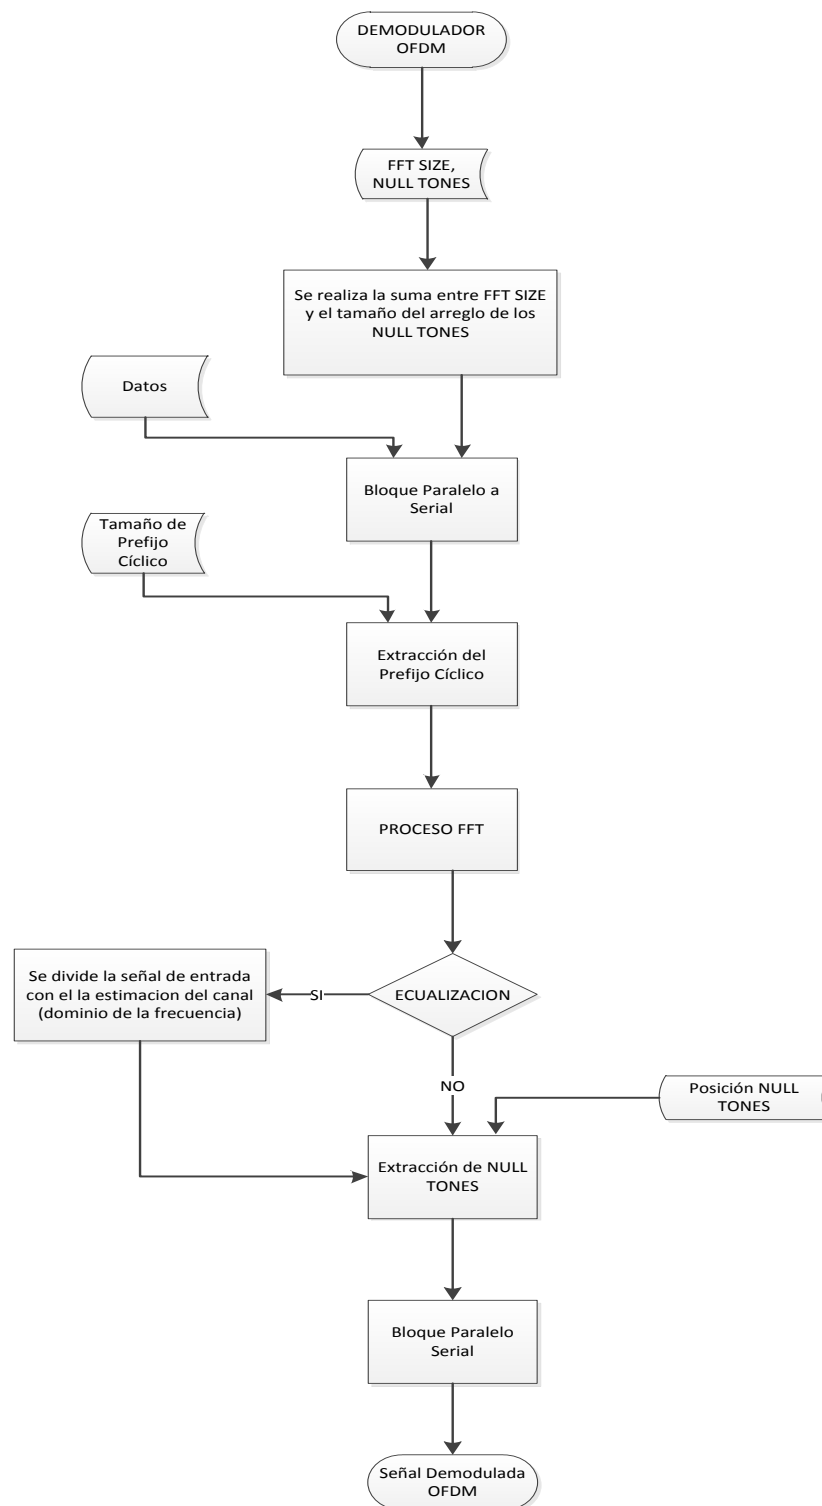 DEMODULADOR
OFDM
FFT SIZE,
NULL TONES
Se realiza la suma entre FFT SIZE
y el tamaño del arreglo de los
NULL TONES
Datos
Bloque Paralelo a
Serial
Tamaño de
Prefijo
Cíclico
Extracción del
Prefijo Cíclico
PROCESO FFT
ECUALIZACION
SI
Se divide la señal de entrada
con el la estimacion del canal
(dominio de la frecuencia)
NO
Posición NULL
TONES
Extracción de NULL
TONES
Bloque Paralelo
Serial
Señal Demodulada
OFDM